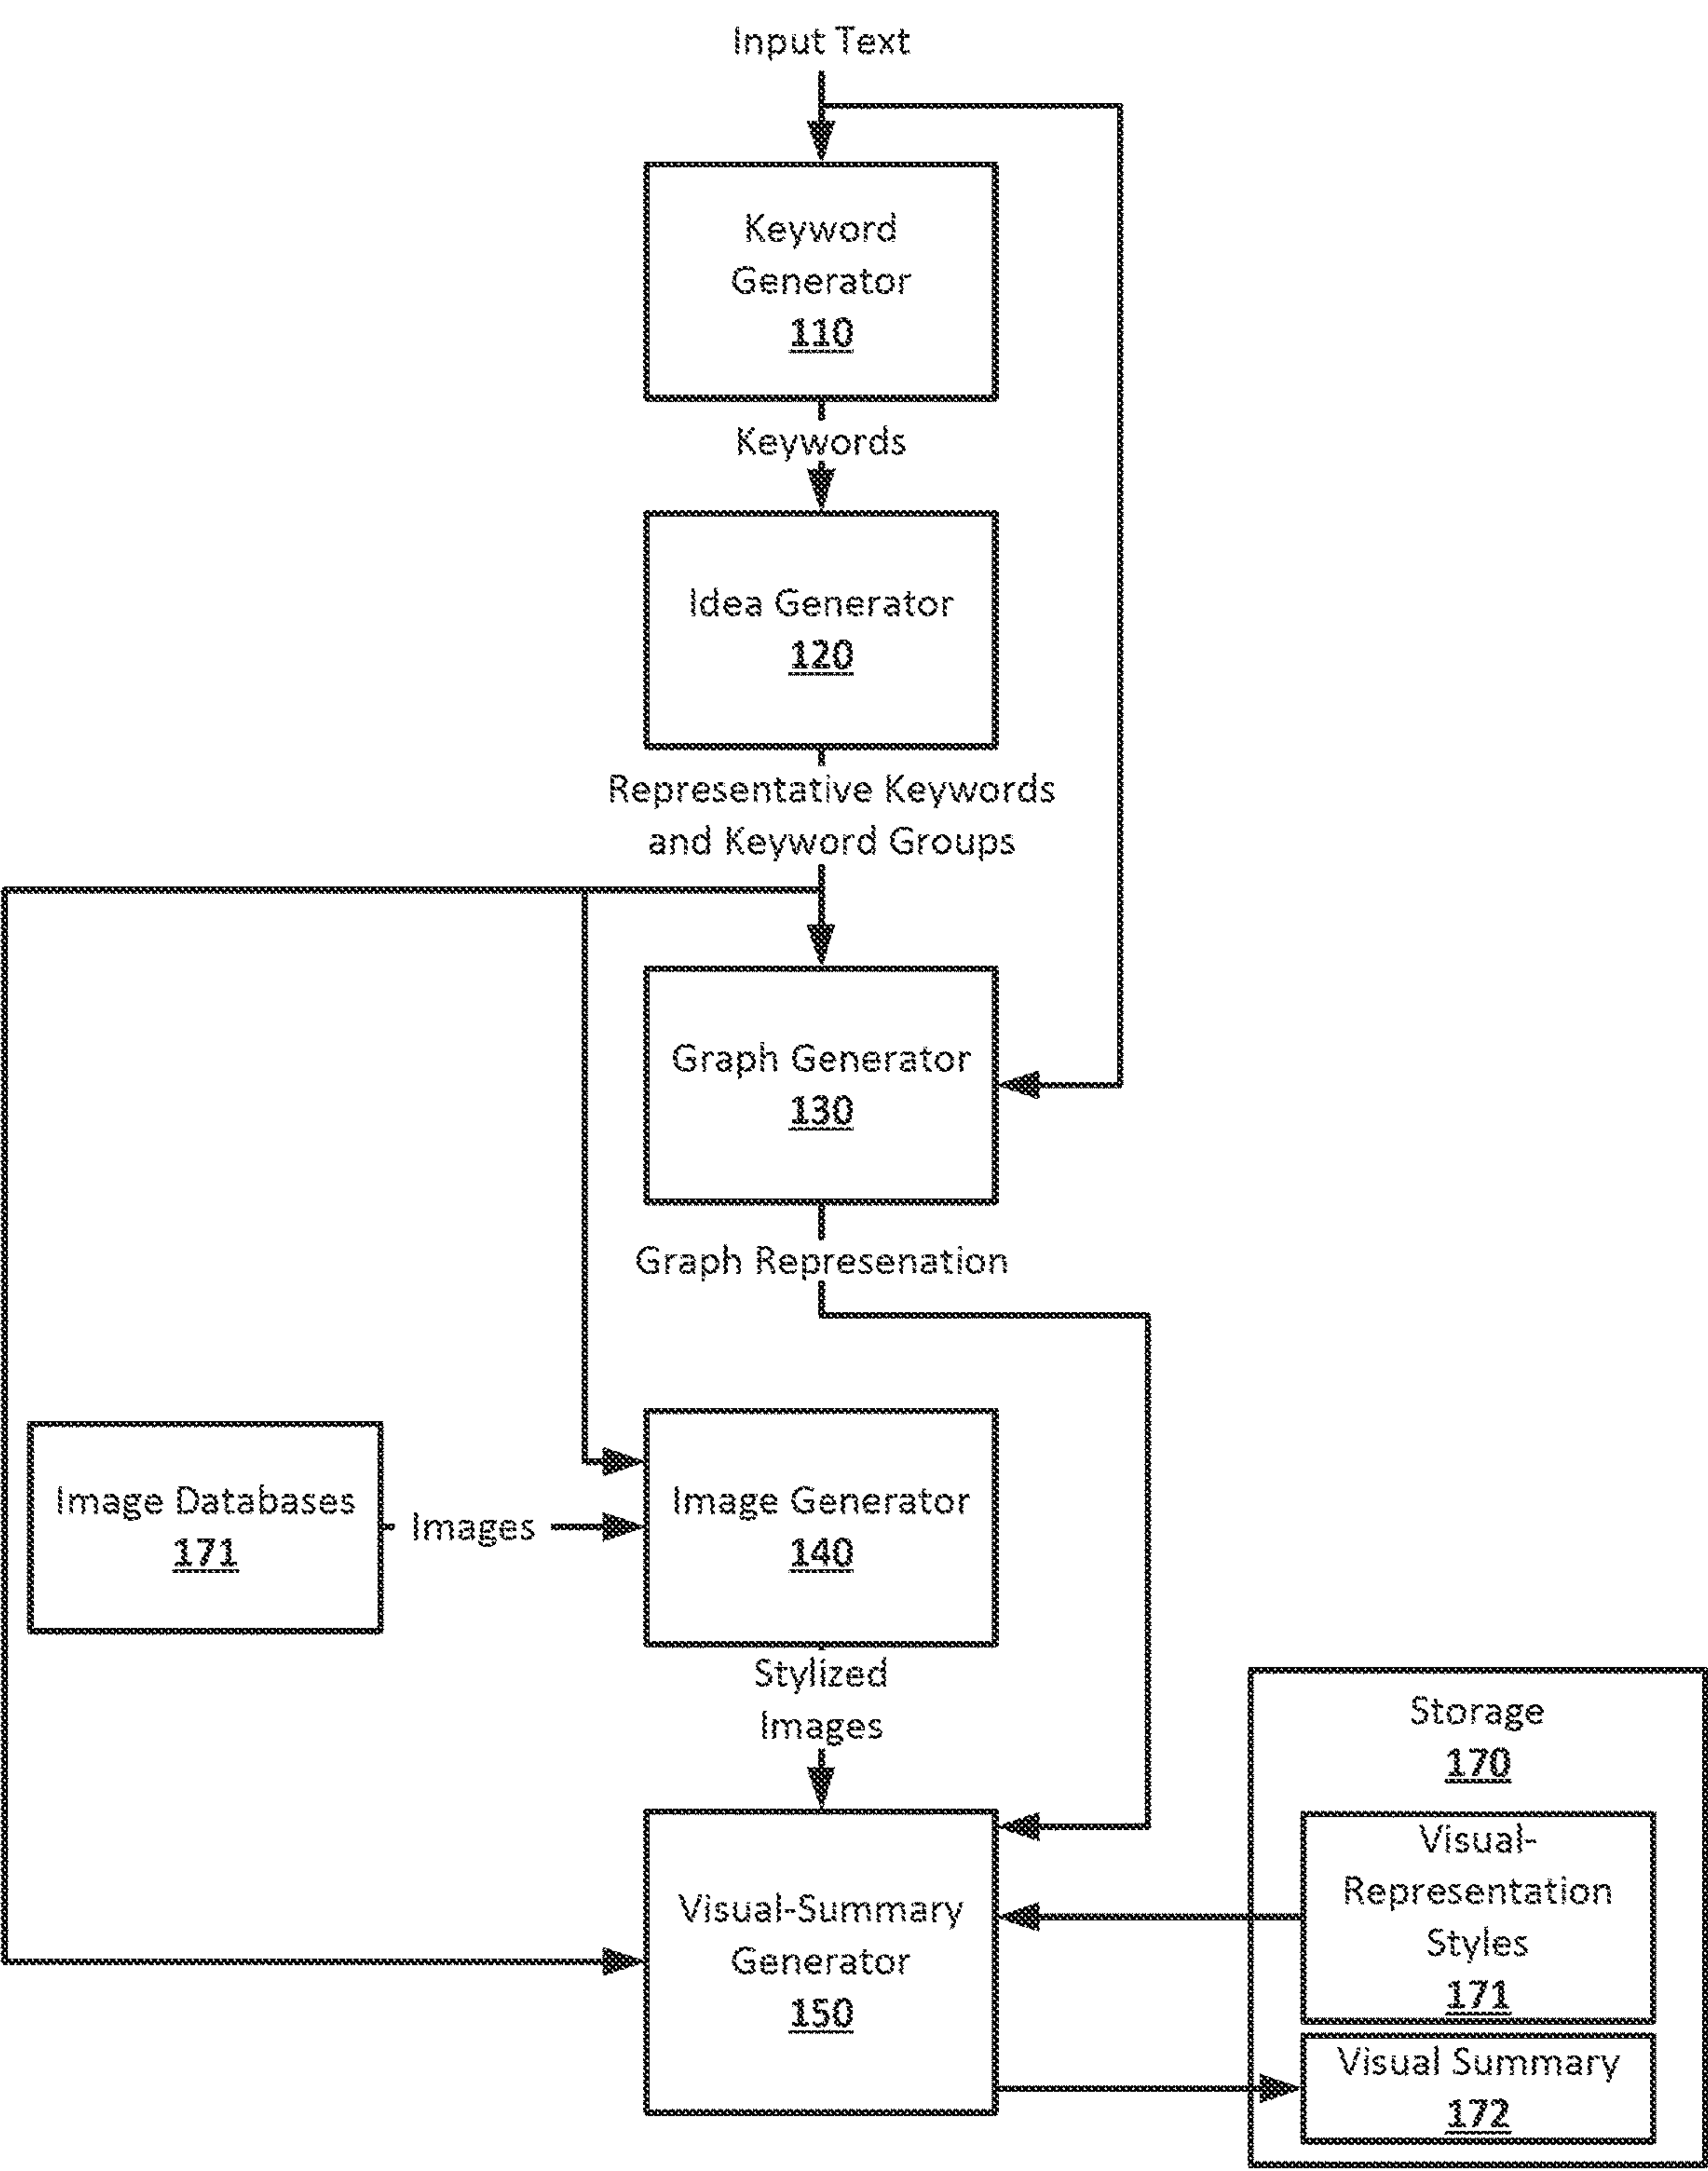 Input Text
Keyword
Generator
110
Keywords
Idea Generator
120
Representative Keywords
and Keyword Groups
Graph Generator
130
Graph Represenation
Image Databases
171
Images
Image Generator
140
Stylized
Images
Storage
170
Visual-
Representation
Styles
171
Visual-Summary
Generator
150
Visual Summary
172